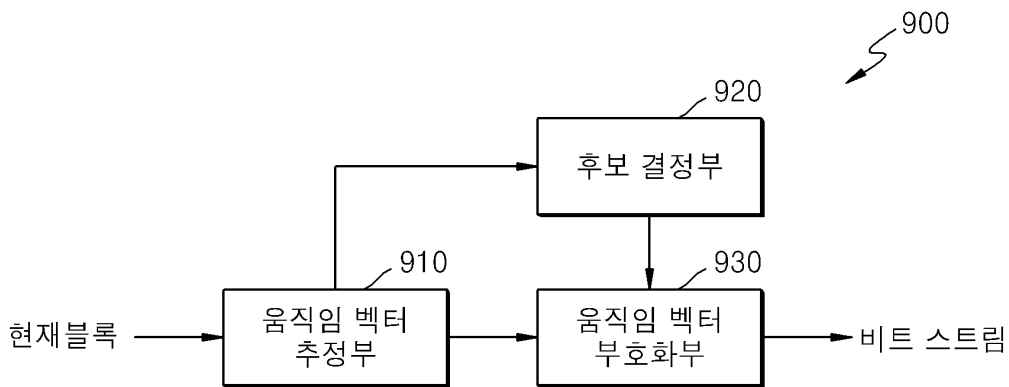 900
920
후보 결정부
910
930
현재블록
움직임 벡터
추정부
움직임 벡터
부호화부
비트 스트림